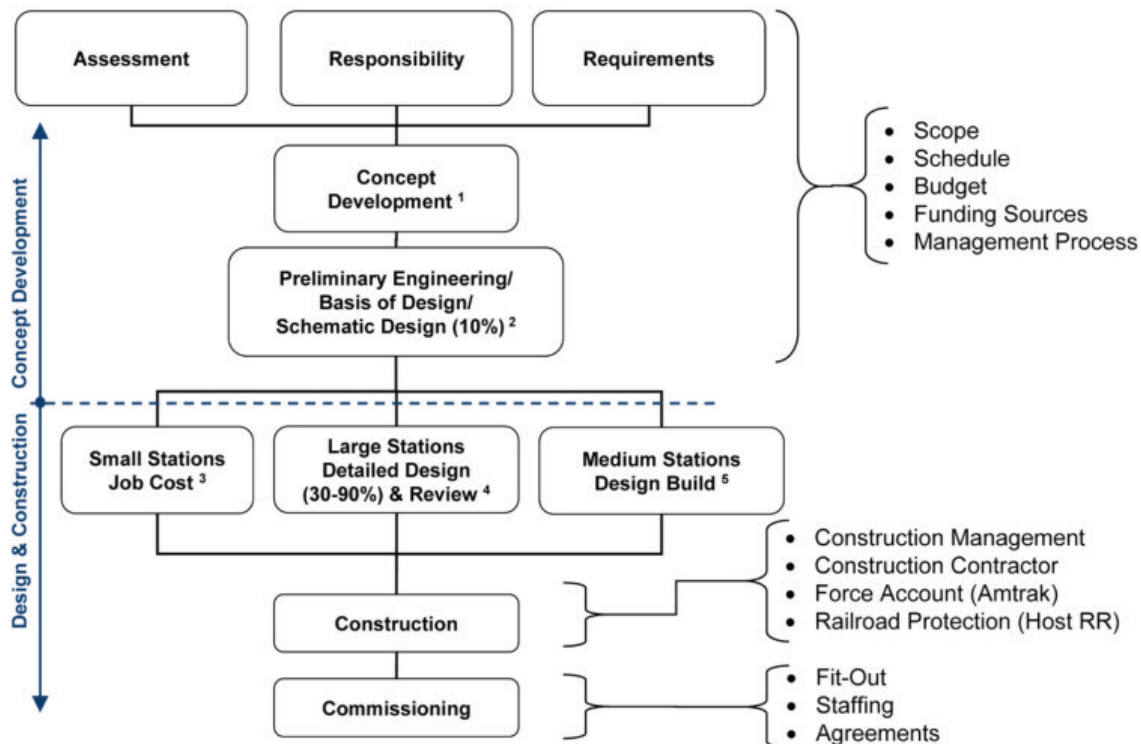 Assessment
Responsibility
Requirements
Concept
Development 1
Preliminary Engineering/
Basis of Design/
Schematic Design (10%) 2
• Scope
• Schedule
• Budget
• Funding Sources
• Management Process
Concept Development
Design & Construction
Small Stations
Job Cost 3
Large Stations
Detailed Design
(30-90%) & Review 4
Medium Stations
Design Build 5
Construction
• Construction Management
• Construction Contractor
• Force Account (Amtrak)
• Railroad Protection (Host RR)
Commissioning
• Fit-Out
• Staffing
• Agreements